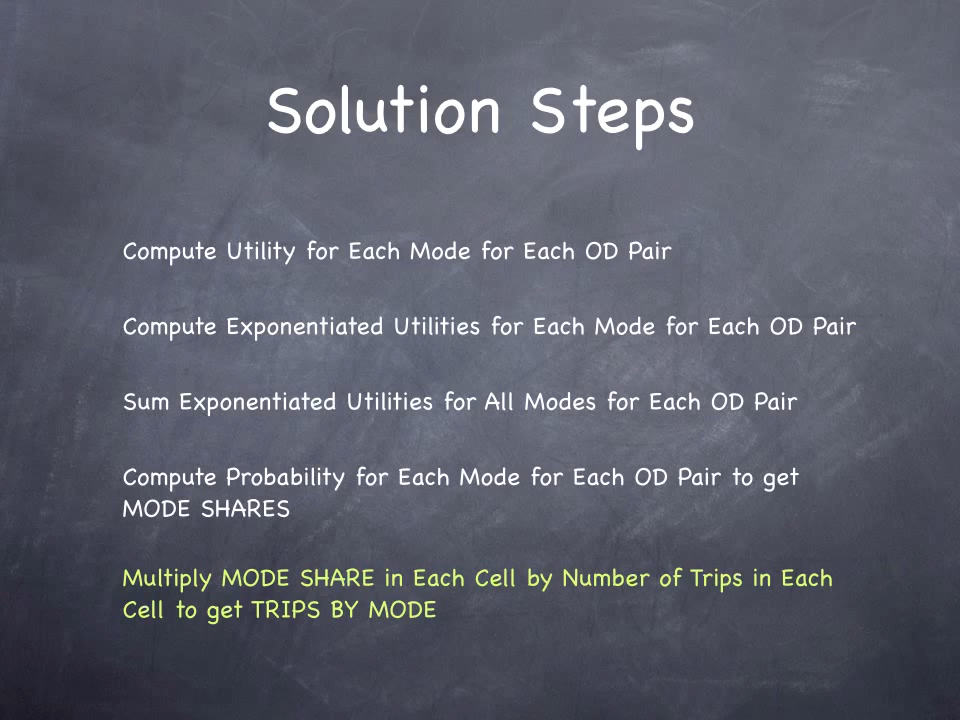 Solution Steps
Compute Utility for Each Mode for Each OD Pair
Compute Exponentiated Utilities for Each Mode for Each OD Pair
Sum Exponentiated Utilities for All Modes for Each OD Pair
Compute Probability for Each Mode for Each OD Pair to get
MODE SHARES
Multiply MODE SHARE in Each Cell by Number of Trips in Each
Cell to get TRIPS BY MODE